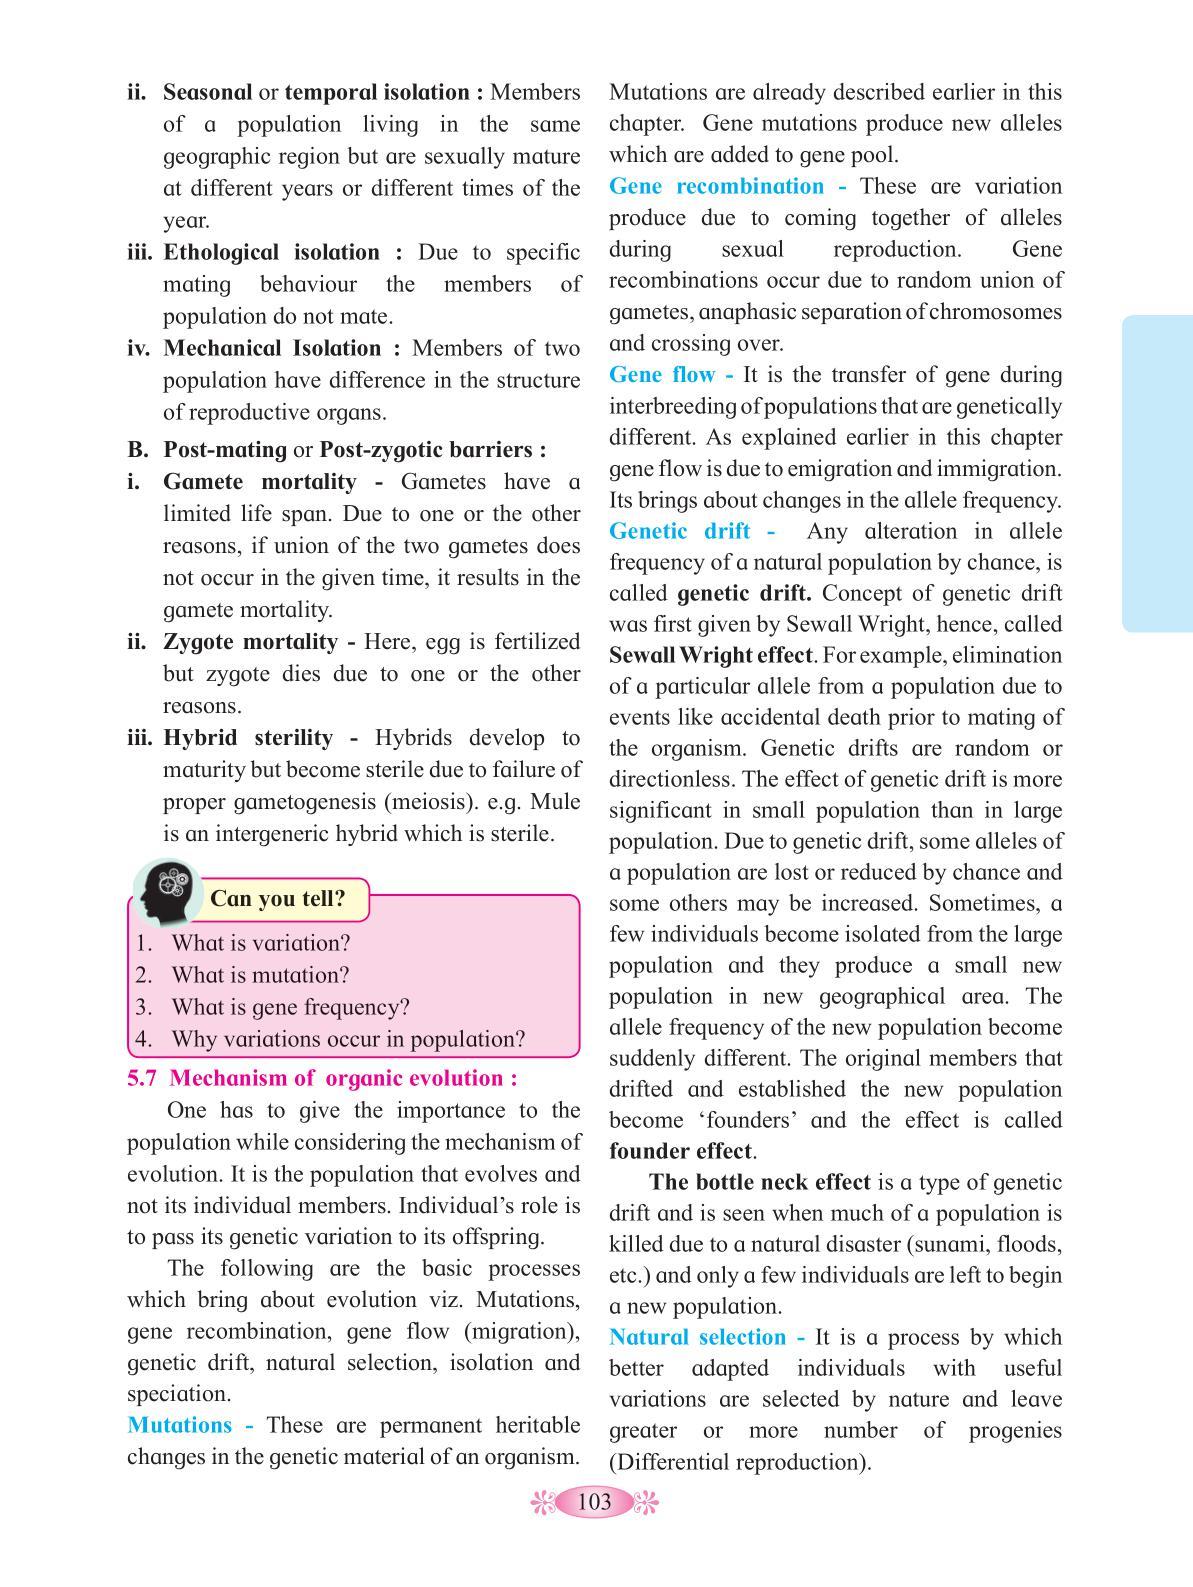 ii. Seasonal or temporal isolation : Members
of a population living in the same
geographic region but are sexually mature
at different years or different times of the
year.
iii. Ethological isolation : Due to specific
mating behaviour the members of
population do not mate.
iv. Mechanical Isolation : Members of two
population have difference in the structure
of reproductive organs.
B. Post-mating or Post-zygotic barriers :
i. Gamete mortality - Gametes have a
limited life span. Due to one or the other
reasons, if union of the two gametes does
not occur in the given time, it results in the
gamete mortality.
ii. Zygote mortality - Here, egg is fertilized
but zygote dies due to one or the other
reasons.
iii. Hybrid sterility - Hybrids develop to
maturity but become sterile due to failure of
proper gametogenesis (meiosis). e.g. Mule
is an intergeneric hybrid which is sterile.
Can you tell?
1. What is variation?
2. What is mutation?
3. What is gene frequency?
4. Why variations occur in population?
5.7 Mechanism of organic evolution :
One has to give the importance to the
population while considering the mechanism of
evolution. It is the population that evolves and
not its individual members. Individual’s role is
to pass its genetic variation to its offspring.
The following are the basic processes
which bring about evolution viz. Mutations,
gene recombination, gene flow (migration),
genetic drift, natural selection, isolation and
speciation.
Mutations - These are permanent heritable
changes in the genetic material of an organism.
Mutations are already described earlier in this
chapter. Gene mutations produce new alleles
which are added to gene pool.
Gene recombination - These are variation
produce due to coming together of alleles
during sexual reproduction. Gene
recombinations occur due to random union of
gametes, anaphasic separation of chromosomes
and crossing over.
Gene flow - It is the transfer of gene during
interbreeding of populations that are genetically
different. As explained earlier in this chapter
gene flow is due to emigration and immigration.
Its brings about changes in the allele frequency.
Genetic drift - Any alteration in allele
frequency of a natural population by chance, is
called genetic drift. Concept of genetic drift
was first given by Sewall Wright, hence, called
Sewall Wright effect. For example, elimination
of a particular allele from a population due to
events like accidental death prior to mating of
the organism. Genetic drifts are random or
directionless. The effect of genetic drift is more
significant in small population than in large
population. Due to genetic drift, some alleles of
a population are lost or reduced by chance and
some others may be increased. Sometimes, a
few individuals become isolated from the large
population and they produce a small new
population in new geographical area. The
allele frequency of the new population become
suddenly different. The original members that
drifted and established the new population
become ‘founders’ and the effect is called
founder effect.
The bottle neck effect is a type of genetic
drift and is seen when much of a population is
killed due to a natural disaster (sunami, floods,
etc.) and only a few individuals are left to begin
a new population.
Natural selection - It is a process by which
better adapted individuals with useful
variations are selected by nature and leave
greater or more number of progenies
(Differential reproduction).
103